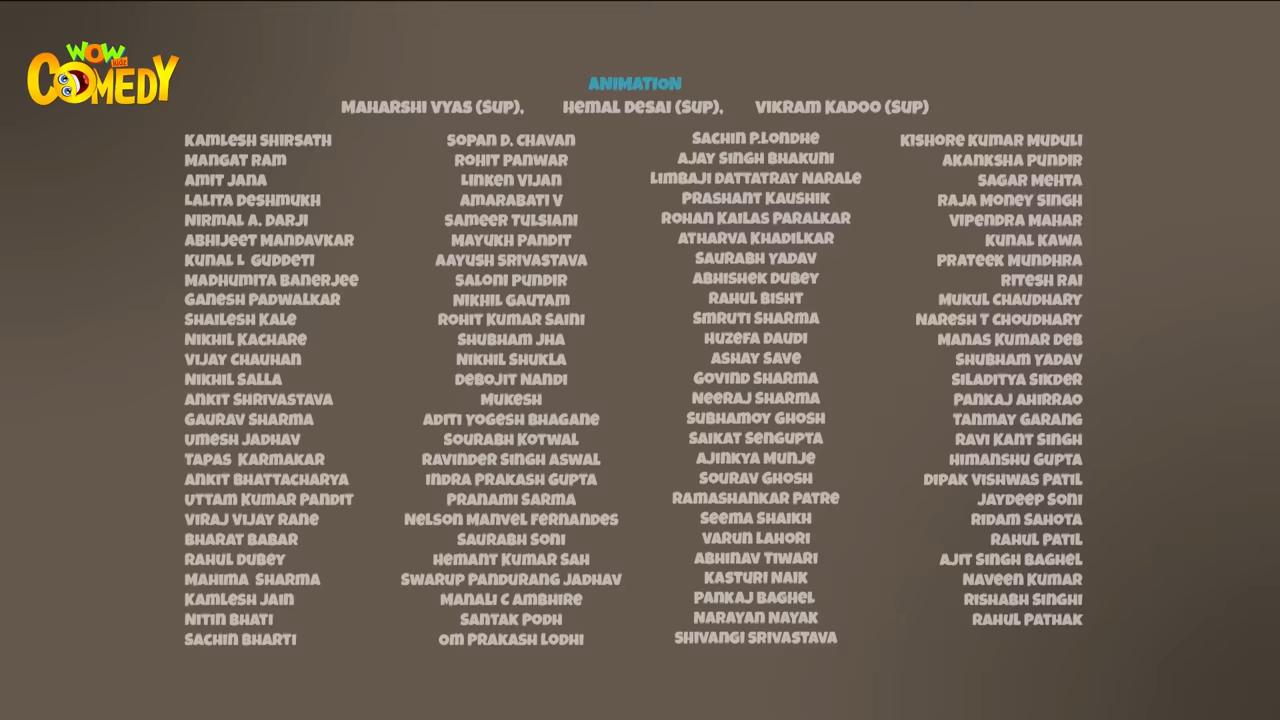 WOW
kidz
COMEDY
ANIMATION
MAHARSHI VYAS (SUP), HEMAL DESAI (SUP), VIKRAM KADOO (SUP)
KAMLESH SHIRSATH
MANGAT RAM
AMIT JANA
LALITA DESHMUKH
NIRMAL A. DARJI
ABHIJEET MANDAVKAR
KUNAL L GUDDETI
MADHUMITA BANERJEE
GANESH PADWALKAR
SHAILESH KALE
NIKHIL KACHARE
VIJAY CHAUHAN
NIKHIL SALLA
ANKIT SHRIVASTAVA
GAURAV SHARMA
UMESH JADHAV
TAPAS KARMAKAR
ANKIT BHATTACHARYA
UTTAM KUMAR PANDIT
VIRAJ VIJAY RANE
BHARAT BABAR
RAHUL DUBEY
MAHIMA SHARMA
KAMLESH JAIN
NITIN BHATI
SACHIN BHARTI
SOPAN D. CHAVAN
ROHIT PANWAR
LINKEN VIJAN
AMARABATI V
SAMEER TULSIANI
MAYUKH PANDIT
AAYUSH SRIVASTAVA
SALONI PUNDIR
NIKHIL GAUTAM
ROHIT KUMAR SAINI
SHUBHAM JHA
NIKHIL SHUKLA
DEBOJIT NANDI
MUKESH
ADITI YOGESH BHAGANE
SOURABH KOTWAL
RAVINDER SINGH ASWAL
INDRA PRAKASH GUPTA
PRANAMI SARMA
NELSON MANVEL FERNANDES
SAURABH SONI
HEMANT KUMAR SAH
SWARUP PANDURANG JADHAV
MANALI C AMBHIRE
SANTAK PODH
OM PRAKASH LODHI
SACHIN P.LONDHE
AJAY SINGH BHAKUNI
LIMBAJI DATTATRAY NARALE
PRASHANT KAUSHIK
ROHAN KAILAS PARALKAR
ATHARVA KHADILKAR
SAURABH YADAV
ABHISHEK DUBEY
RAHUL BISHT
SMRUTI SHARMA
HUZEFA DAUDI
ASHAY SAVE
GOVIND SHARMA
NEERAJ SHARMA
SUBHAMOY GHOSH
SAIKAT SENGUPTA
AJINKYA MUNJE
SOURAV GHOSH
RAMASHANKAR PATRE
SEEMA SHAIKH
VARUN LAHORI
ABHINAV TIWARI
KASTURI NAIK
PANKAJ BAGHEL
NARAYAN NAYAK
SHIVANGI SRIVASTAVA
KISHORE KUMAR MUDULI
AKANKSHA PUNDIR
SAGAR MEHTA
RAJA MONEY SINGH
VIPENDRA MAHAR
KUNAL KAWA
PRATEEK MUNDHRA
RITESH RAI
MUKUL CHAUDHARY
NARESH T CHOUDHARY
MANAS KUMAR DEB
SHUBHAM YADAV
SILADITYA SIKDER
PANKAJ AHIRRAO
TANMAY GARANG
RAVI KANT SINGH
HIMANSHU GUPTA
DIPAK VISHWAS PATIL
JAYDEEP SONI
RIDAM SAHOTA
RAHUL PATIL
AJIT SINGH BAGHEL
NAVEEN KUMAR
RISHABH SINGHI
RAHUL PATHAK